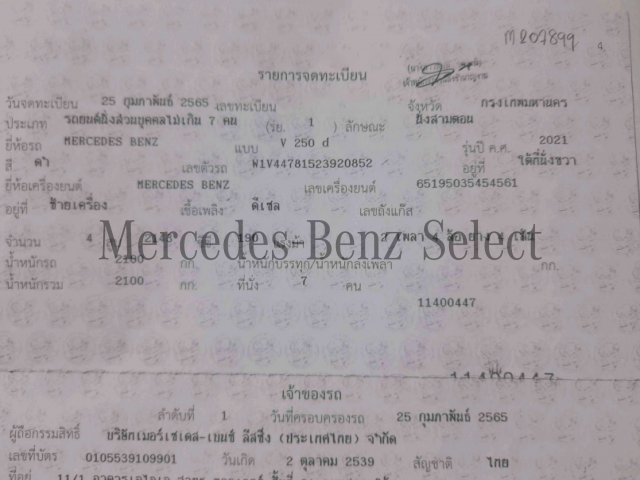 M207899
รายการจดทะเบียน
วันจดทะเบียน 25 กุมภาพันธ์ 2565 เลขทะเบียน จังหวัด กรุงเทพมหานคร
ประเภท รถยนต์นั่งส่วนบุคคลไม่เกิน 7 คน (รย. 1 ) ลักษณะ นั่งสามตอน
ยี่ห้อรถ MERCEDES BENZ แบบ V 250 d รุ่นปี ค.ศ. 2021
สี ดำ เลขตัวรถ W1V44781523920852 อยู่ที่ ใต้ที่นั่งขวา
ยี่ห้อเครื่องยนต์ MERCEDES BENZ เลขเครื่องยนต์ 65195035454561
อยู่ที่ ซ้ายเครื่อง เชื้อเพลิง ดีเซล เลขถังแก๊ส
จำนวน 4 190 2 เพลา
Mercedes Benz Select
น้ำหนักรถ 2100 กก. น้ำหนักบรรทุก/น้ำหนักลงเพลา กก.
น้ำหนักรวม 2100 กก. ที่นั่ง 7 คน
11400447
11400447
เจ้าของรถ
ลำดับที่ 1 วันที่ครอบครองรถ 25 กุมภาพันธ์ 2565
ผู้ถือกรรมสิทธิ์ บริษัทเมอร์เซเดส-เบนซ์ ลีสซิ่ง (ประเทศไทย) จำกัด
เลขที่บัตร 0105539109901 วันเกิด 2 ตุลาคม 2539 สัญชาติ ไทย
ที่อยู่ 11/1